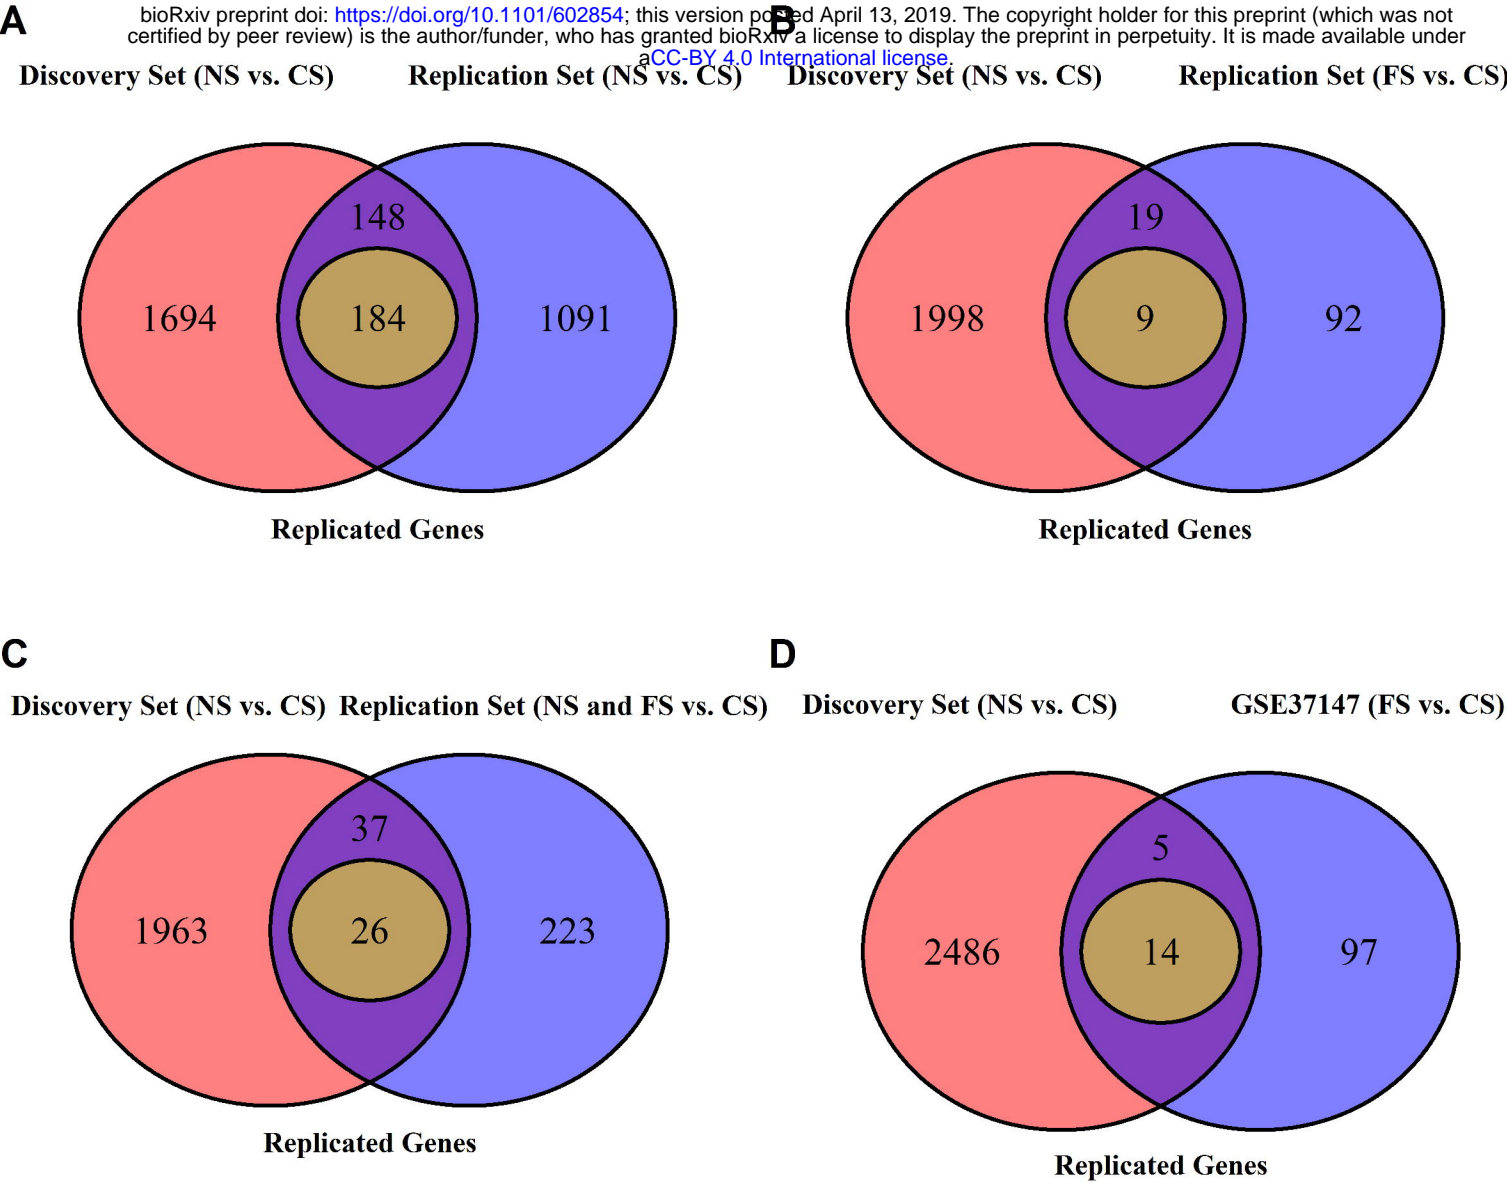 bioRxiv preprint doi: https://doi.org/10.1101/602854; this version posted April 13, 2019. The copyright holder for this preprint (which was not
certified by peer review) is the author/funder, who has granted bioRxiv a license to display the preprint in perpetuity. It is made available under
aCC-BY 4.0 International license.
A
Discovery Set (NS vs. CS) Replication Set (NS vs. CS)
148
1694 184 1091
Replicated Genes
B
Discovery Set (NS vs. CS) Replication Set (FS vs. CS)
19
1998 9 92
Replicated Genes
C
Discovery Set (NS vs. CS) Replication Set (NS and FS vs. CS)
37
1963 26 223
Replicated Genes
D
Discovery Set (NS vs. CS) GSE37147 (FS vs. CS)
5
2486 14 97
Replicated Genes